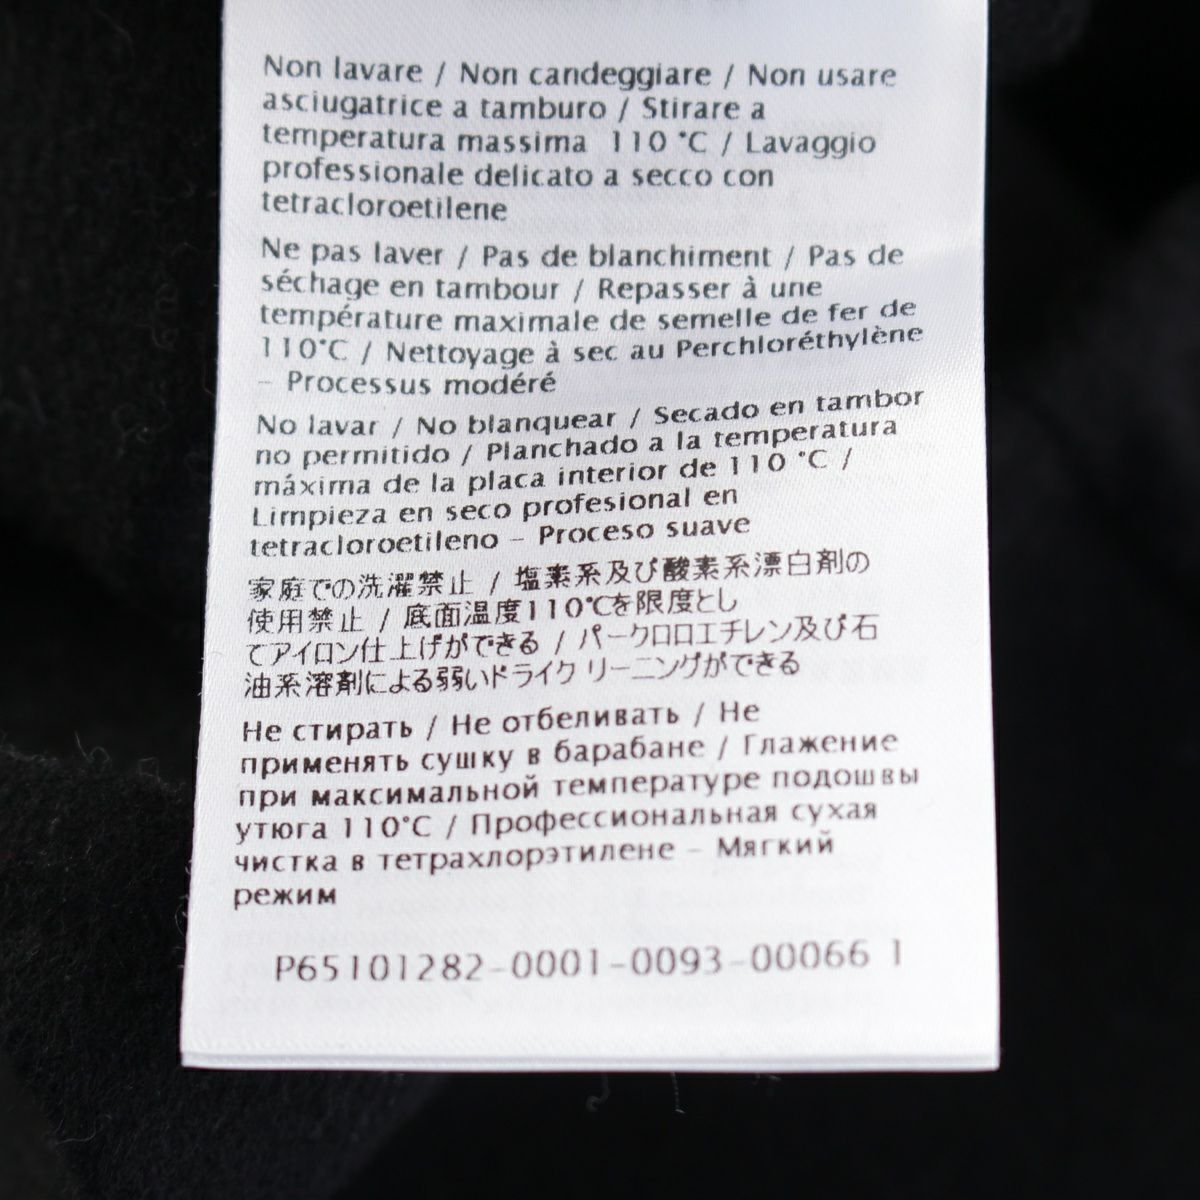 Non lavare / Non candeggiare / Non usare
asciugatrice a tamburo / Stirare a
temperatura massima 110 °C / Lavaggio
professionale delicato a secco con
tetracloroetilene
Ne pas laver / Pas de blanchiment / Pas de
séchage en tambour / Repasser à une
température maximale de semelle de fer de
110°C / Nettoyage à sec au Perchloréthylène
– Processus modéré
No lavar / No blanquear / Secado en tambor
no permitido / Planchado a la temperatura
máxima de la placa interior de 110 °C /
Limpieza en seco profesional en
tetracloroetileno – Proceso suave
家庭での洗濯禁止 / 塩素系及び酸素系漂白剤の
使用禁止 / 底面温度110℃を限度とし
てアイロン仕上げができる / パークロロエチレン及び石
油系溶剤による弱いドライクリーニングができる
Не стирать / Не отбеливать / Не
применять сушку в барабане / Глажение
при максимальной температуре подошвы
утюга 110°C / Профессиональная сухая
чистка в тетрахлорэтилене – Мягкий
режим
P65101282-0001-0093-00066 1